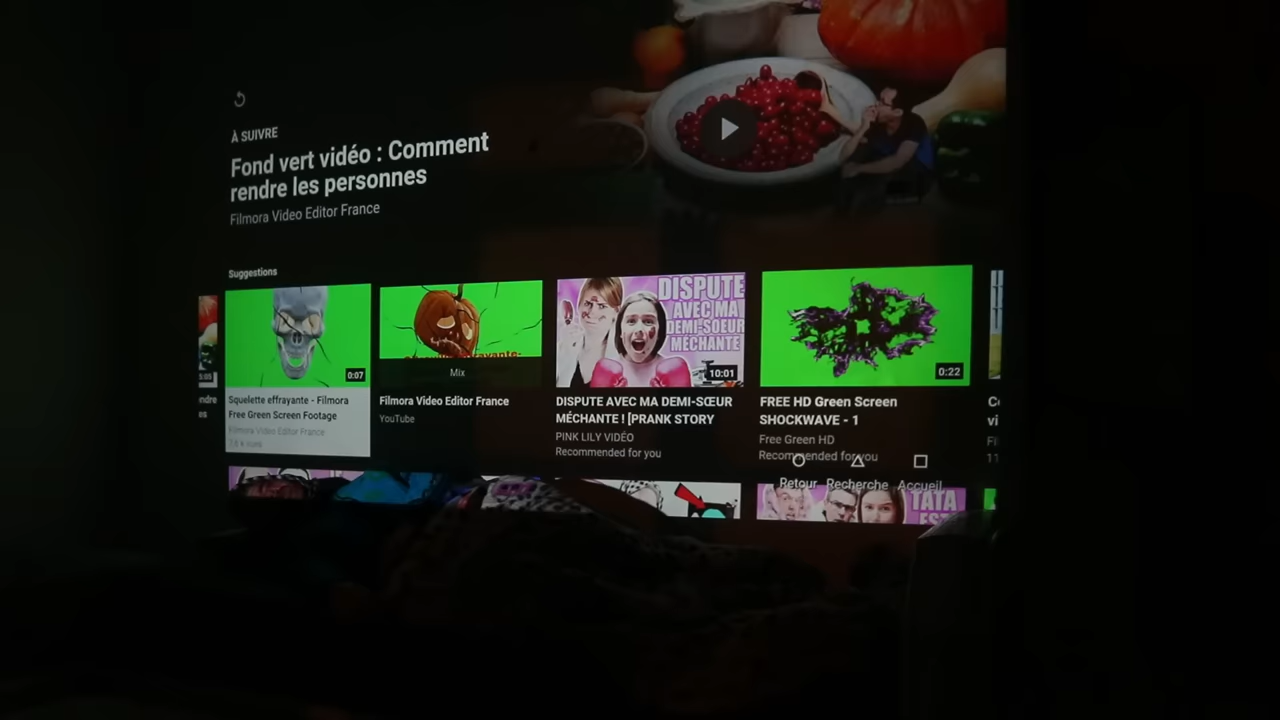 À SUIVRE
Fond vert vidéo : Comment
rendre les personnes
Filmora Video Editor France
Suggestions
0:07
Squelette effrayante - Filmora
Free Green Screen Footage
Filmora Video Editor France
Mix
Filmora Video Editor France
YouTube
DISPUTE
AVEC MA
DEMI-SOEUR
MÉCHANTE
10:01
DISPUTE AVEC MA DEMI-SŒUR
MÉCHANTE ! [PRANK STORY
PINK LILY VIDÉO
Recommended for you
0:22
FREE HD Green Screen
SHOCKWAVE - 1
Free Green HD
Recommended for you
Retour Recherche Accueil
TATA
EST